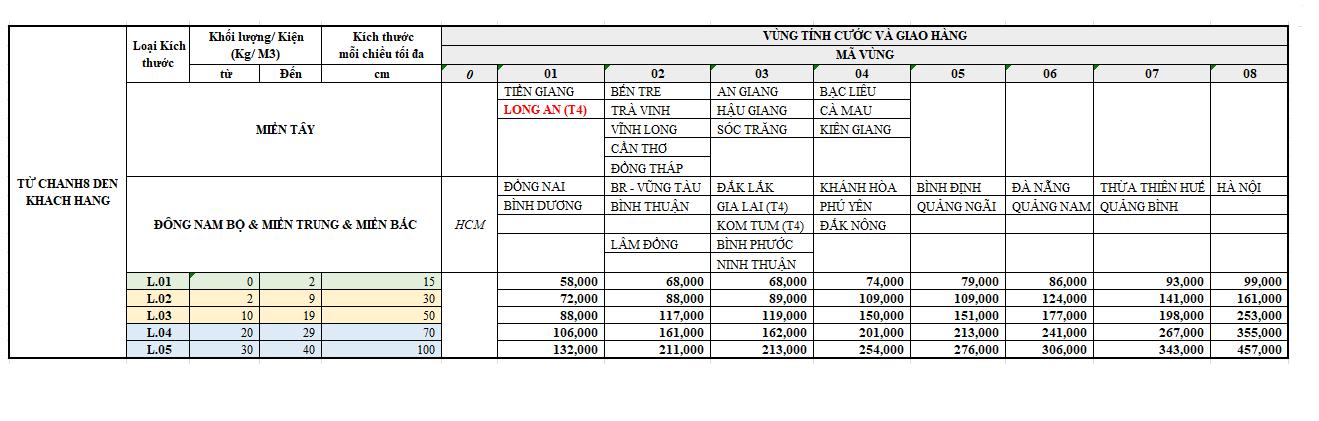 TỪ CHANH8 DEN KHACH HANG
Loại Kích thước
Khối lượng/ Kiện (Kg/ M3)
Kích thước mỗi chiều tối đa
VÙNG TÍNH CƯỚC VÀ GIAO HÀNG
MÃ VÙNG
từ Đến cm 0 01 02 03 04 05 06 07 08
MIỀN TÂY
TIỀN GIANG BẾN TRE AN GIANG BẠC LIÊU
LONG AN (T4) TRÀ VINH HẬU GIANG CÀ MAU
VĨNH LONG SÓC TRĂNG KIÊN GIANG
CẦN THƠ
ĐỒNG THÁP
ĐÔNG NAM BỘ & MIỀN TRUNG & MIỀN BẮC
HCM
ĐỒNG NAI BR - VŨNG TÀU ĐẮK LẮK KHÁNH HÒA BÌNH ĐỊNH ĐÀ NẴNG THỪA THIÊN HUẾ HÀ NỘI
BÌNH DƯƠNG BÌNH THUẬN GIA LAI (T4) PHÚ YÊN QUẢNG NGÃI QUẢNG NAM QUẢNG BÌNH
KOM TUM (T4) ĐẮK NÔNG
LÂM ĐỒNG BÌNH PHƯỚC
NINH THUẬN
L.01 0 2 15 58,000 68,000 68,000 74,000 79,000 86,000 93,000 99,000
L.02 2 9 30 72,000 88,000 89,000 109,000 109,000 124,000 141,000 161,000
L.03 10 19 50 88,000 117,000 119,000 150,000 151,000 177,000 198,000 253,000
L.04 20 29 70 106,000 161,000 162,000 201,000 213,000 241,000 267,000 355,000
L.05 30 40 100 132,000 211,000 213,000 254,000 276,000 306,000 343,000 457,000